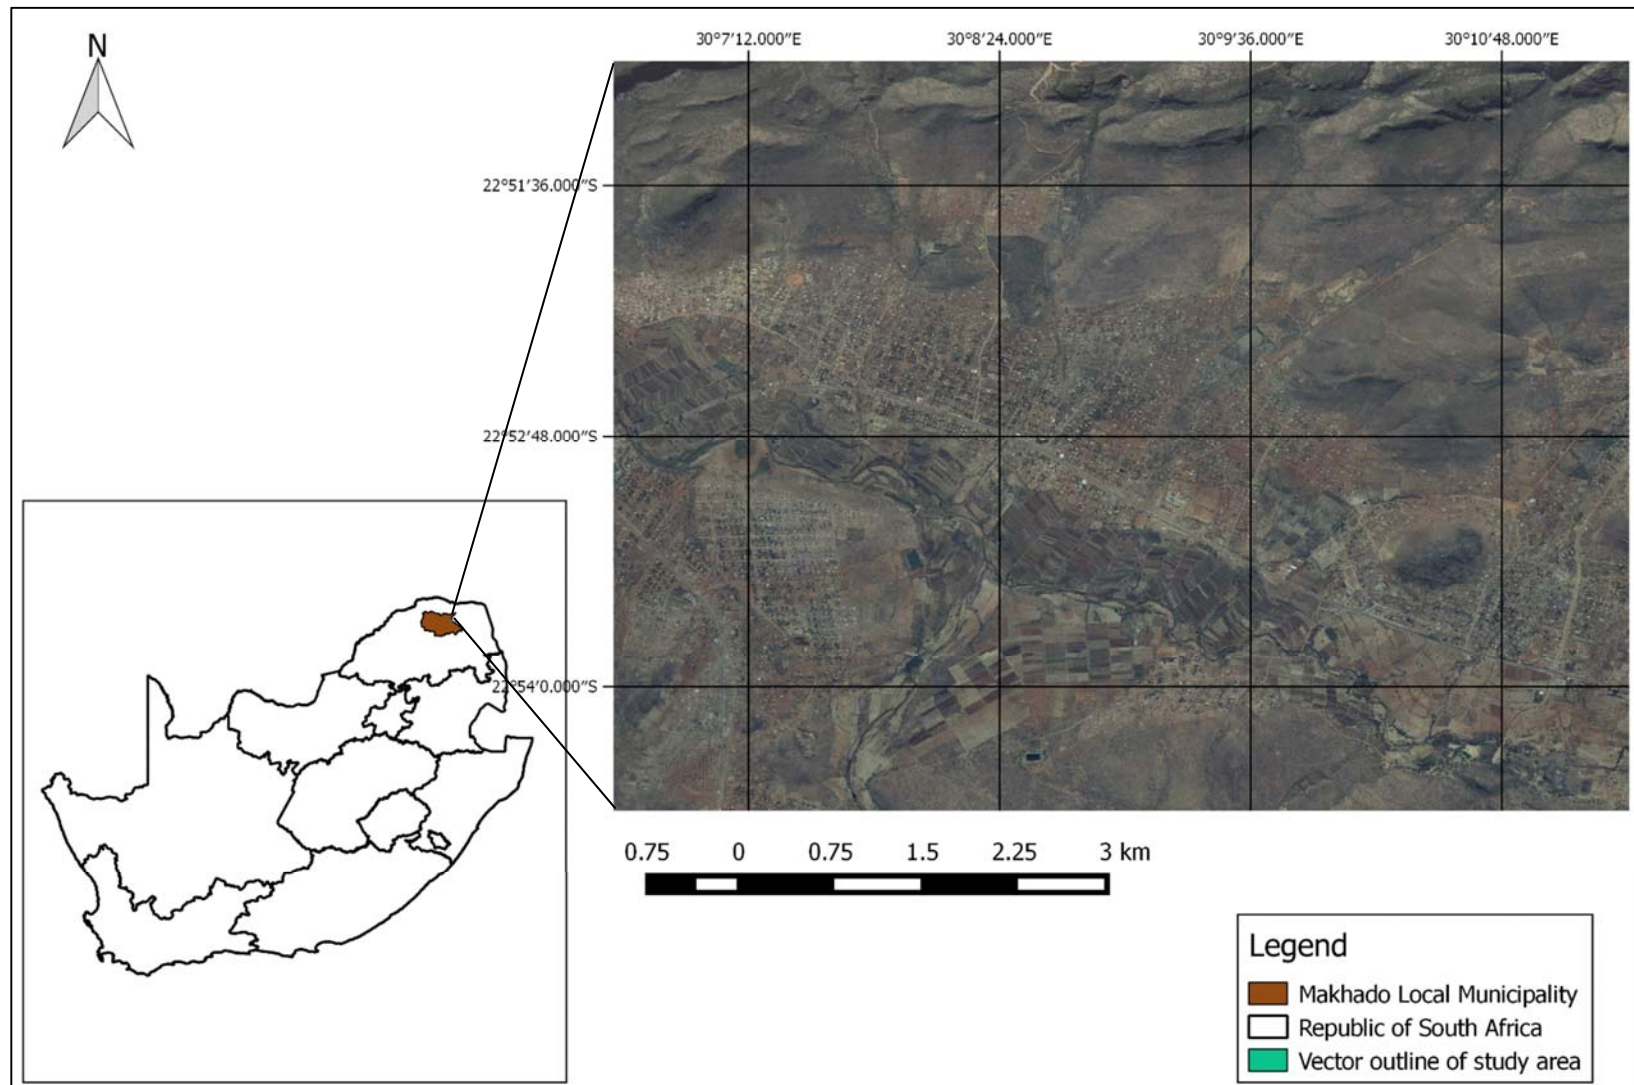 N
30°7'12.000"E
30°8'24.000"E
30°9'36.000"E
30°10'48.000"E
22°51'36.000"S
22°52'48.000"S
22°54'0.000"S
0.75 0 0.75 1.5 2.25 3 km
Legend
Makhado Local Municipality
Republic of South Africa
Vector outline of study area